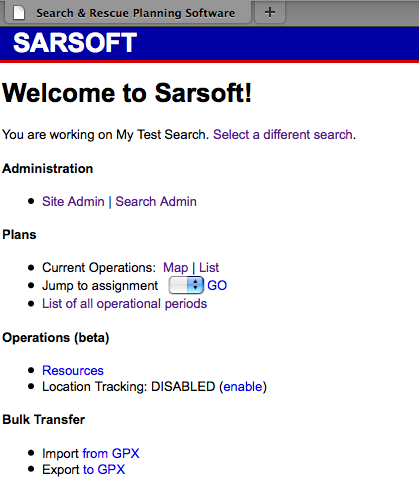 Search & Rescue Planning Software
SARSOFT
Welcome to Sarsoft!
You are working on My Test Search. Select a different search.
Administration
Site Admin | Search Admin
Plans
Current Operations: Map | List
Jump to assignment GO
List of all operational periods
Operations (beta)
Resources
Location Tracking: DISABLED (enable)
Bulk Transfer
Import from GPX
Export to GPX